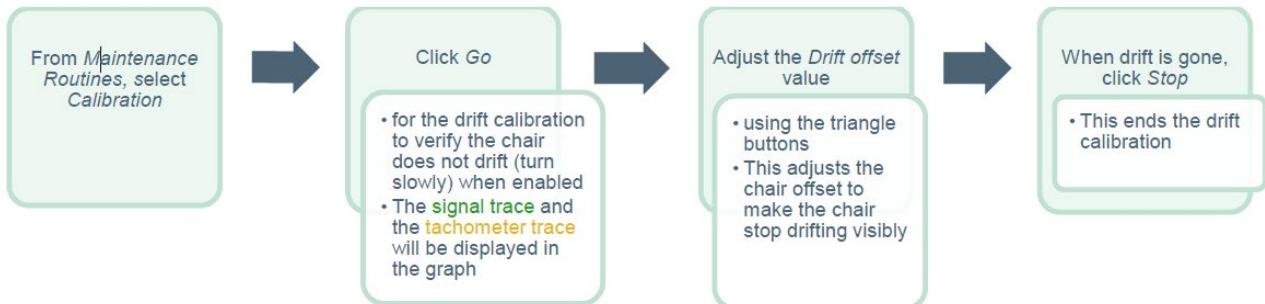 From Maintenance
Routines, select
Calibration
Click Go
• for the drift calibration
to verify the chair
does not drift (turn
slowly) when enabled
• The signal trace and
the tachometer trace
will be displayed in
the graph
Adjust the Drift offset
value
• using the triangle
buttons
• This adjusts the
chair offset to
make the chair
stop drifting visibly
When drift is gone,
click Stop
• This ends the drift
calibration